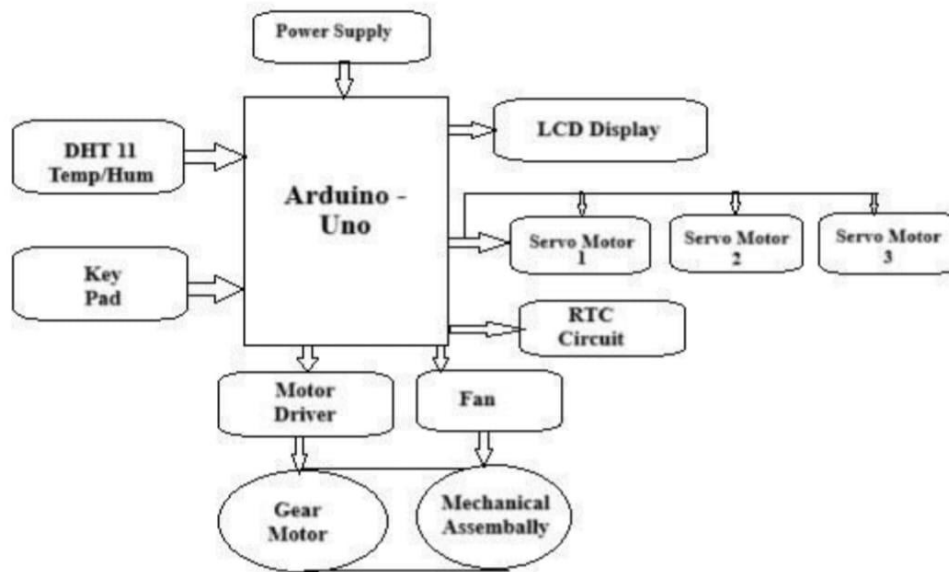 Power Supply
DHT 11
Temp/Hum
LCD Display
Arduino -
Uno
Servo Motor
1
Servo Motor
2
Servo Motor
3
Key
Pad
RTC
Circuit
Motor
Driver
Fan
Gear
Motor
Mechanical
Assembally